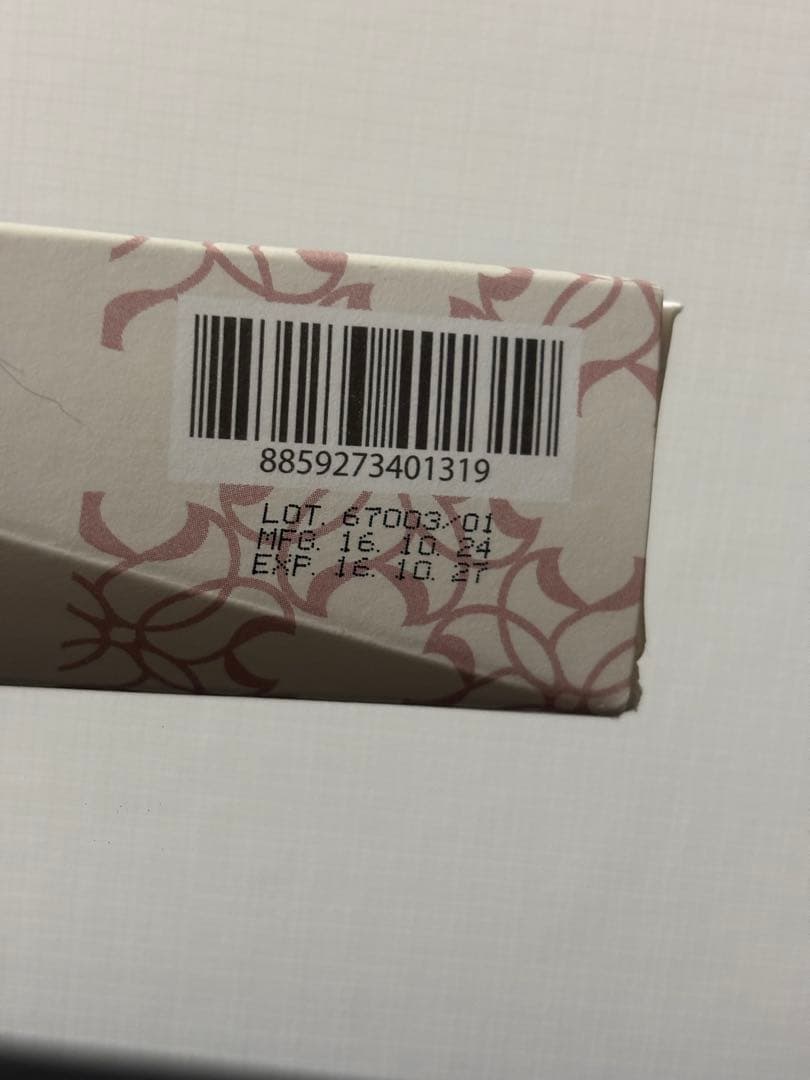 8859273401319
LOT. 67003/01
MFG. 16. 10. 24
EXP. 16. 10. 27